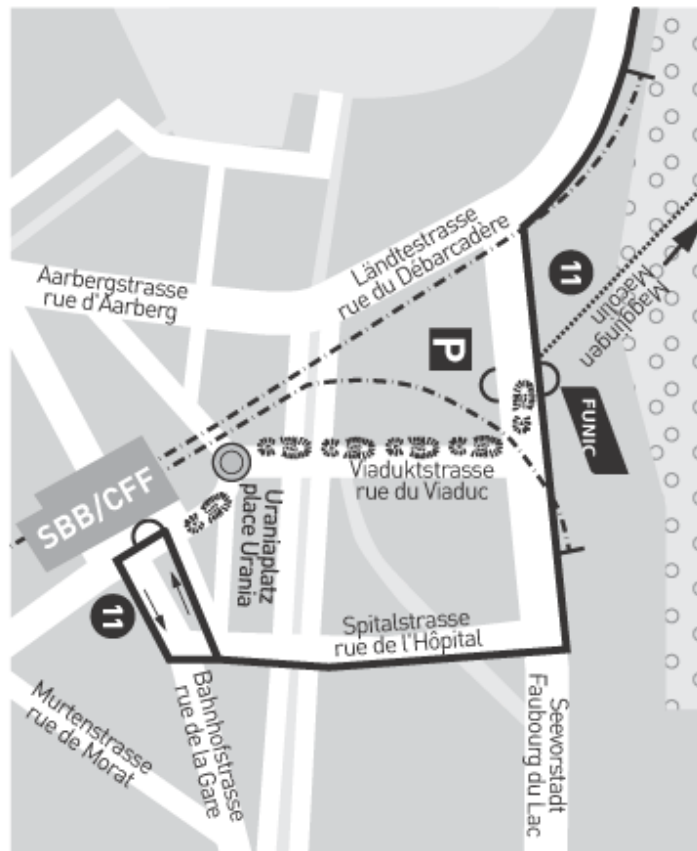 Ländtestrasse
rue du Débarcadère
11
Magglingen
Macolin
Aarbergstrasse
rue d'Aarberg
P
FUNIC
SBB/CFF
Viaduktstrasse
rue du Viaduc
Uraniaplatz
place Urania
11
Spitalstrasse
rue de l'Hôpital
Murtenstrasse
rue de Morat
Bahnhofstrasse
rue de la Gare
Seevorstadt
Faubourg du Lac